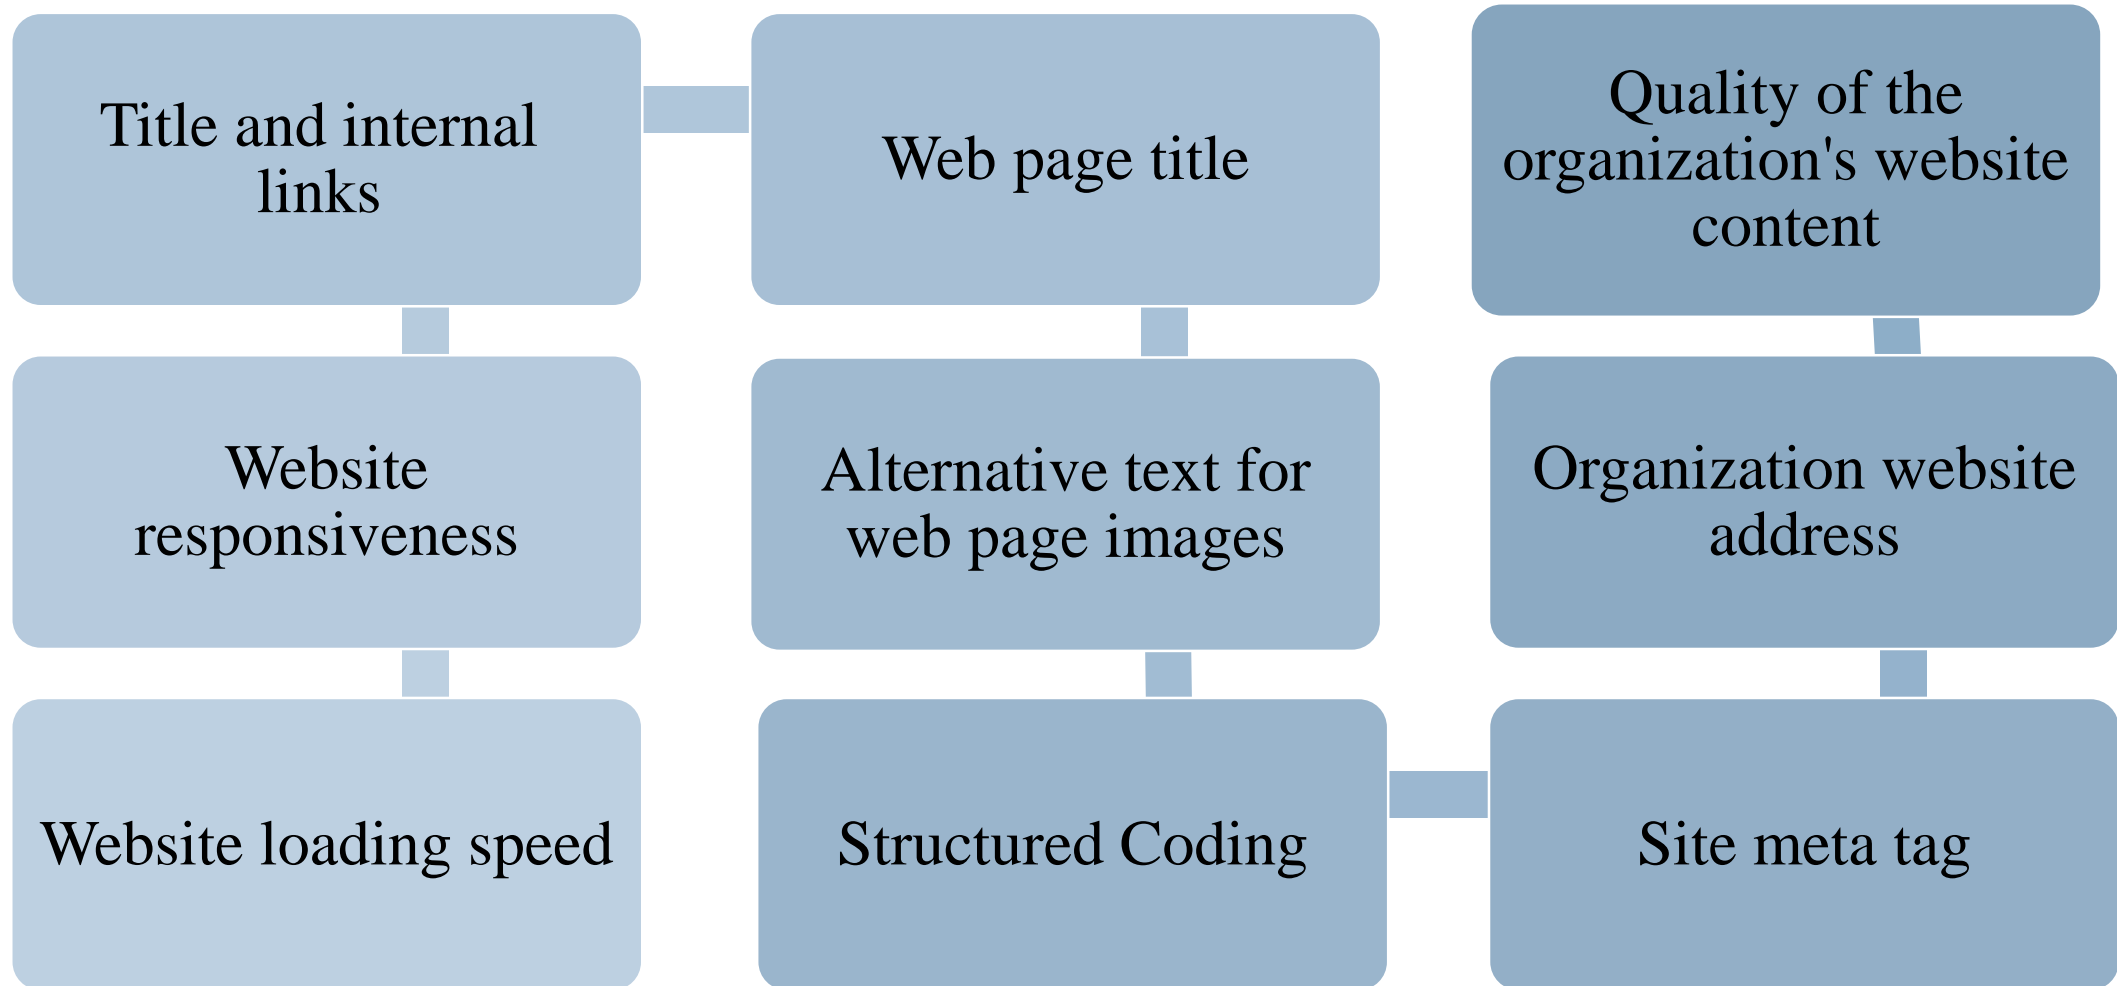 Title and internal
links
Web page title
Quality of the
organization's website
content
Website
responsiveness
Alternative text for
web page images
Organization website
address
Website loading speed
Structured Coding
Site meta tag